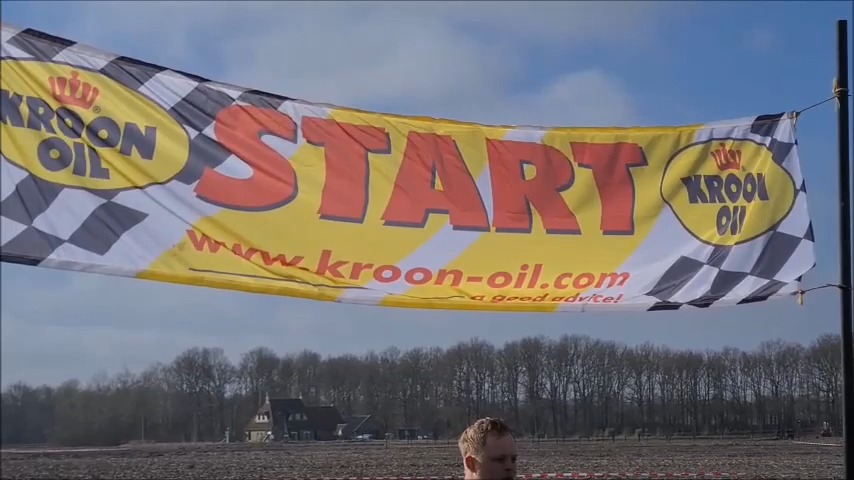 KROON
OIL
START
KROON
OIL
www.kroon-oil.com
a good advice!